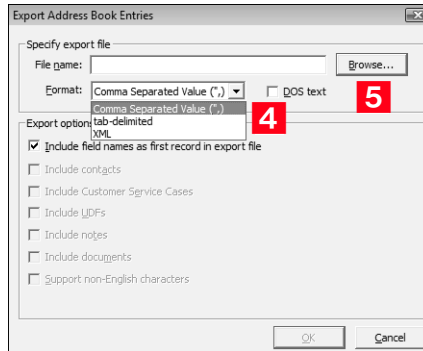 Export Address Book Entries
Specify export file
File name:
Browse...
Format: Comma Separated Value (",) DOS text
Comma Separated Value (",)
tab-delimited
XML
4
5
Export options
Include field names as first record in export file
Include contacts
Include Customer Service Cases
Include UDFs
Include notes
Include documents
Support non-English characters
OK Cancel